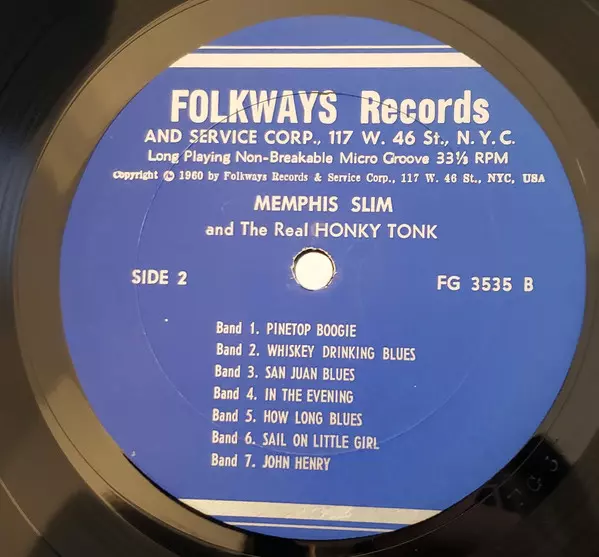 FOLKWAYS Records
AND SERVICE CORP., 117 W. 46 St., N.Y.C.
Long Playing Non-Breakable Micro Groove 33⅓ RPM
Copyright © 1960 by Folkways Records & Service Corp., 117 W. 46 St., NYC, USA
MEMPHIS SLIM
and The Real HONKY TONK
SIDE 2
FG 3535 B
Band 1. PINETOP BOOGIE
Band 2. WHISKEY DRINKING BLUES
Band 3. SAN JUAN BLUES
Band 4. IN THE EVENING
Band 5. HOW LONG BLUES
Band 6. SAIL ON LITTLE GIRL
Band 7. JOHN HENRY